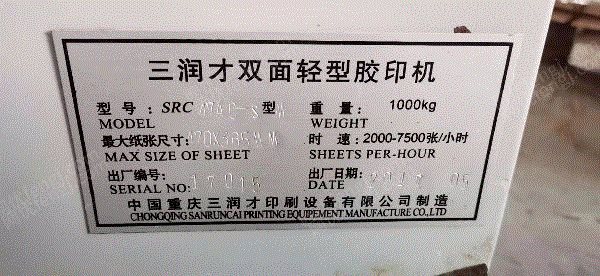 三润才双面轻型胶印机
型号: SRC 型 重量: 1000kg
MODEL WEIGHT
最大纸张尺寸: 时速: 2000-7500张/小时
MAX SIZE OF SHEET SHEETS PER-HOUR
出厂编号: 出厂日期:
SERIAL NO: 17015 DATE
中国重庆三润才印刷设备有限公司制造
CHONGQING SANRUNCAI PRINTING EQUIPEMENT MANUFACTURE CO.,LTD